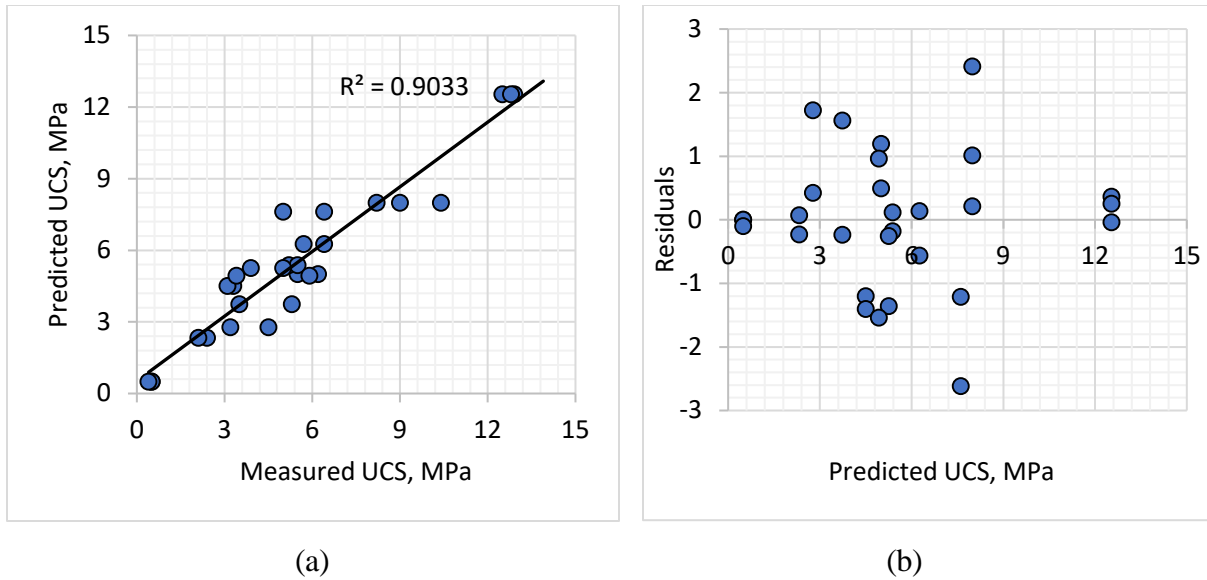 15
12
9
6
3
0
Predicted UCS, MPa
R² = 0.9033
0 3 6 9 12 15
Measured UCS, MPa
(a)
3
2
1
0
-1
-2
-3
Residuals
0 3 6 9 12 15
Predicted UCS, MPa
(b)